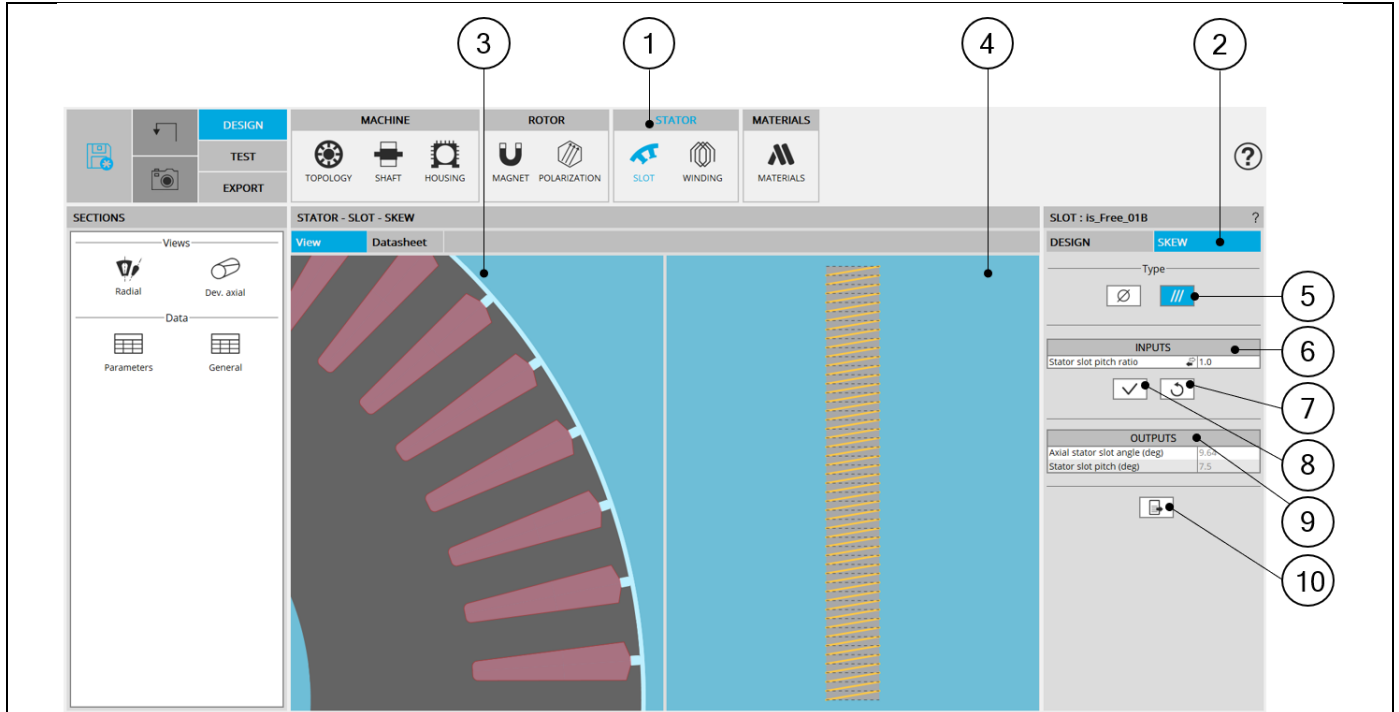 3 1 4 2
DESIGN MACHINE ROTOR STATOR MATERIALS
TEST
TOPOLOGY SHAFT HOUSING MAGNET POLARIZATION SLOT WINDING MATERIALS ?
EXPORT
SECTIONS STATOR - SLOT - SKEW SLOT : is_Free_01B ?
Views View Datasheet DESIGN SKEW
Radial Dev. axial Type
Ø /// 5
Data
Parameters General
INPUTS 6
Stator slot pitch ratio 1.0
7
OUTPUTS
Axial stator slot angle (deg) 9.64
Stator slot pitch (deg) 7.5
8
9
10